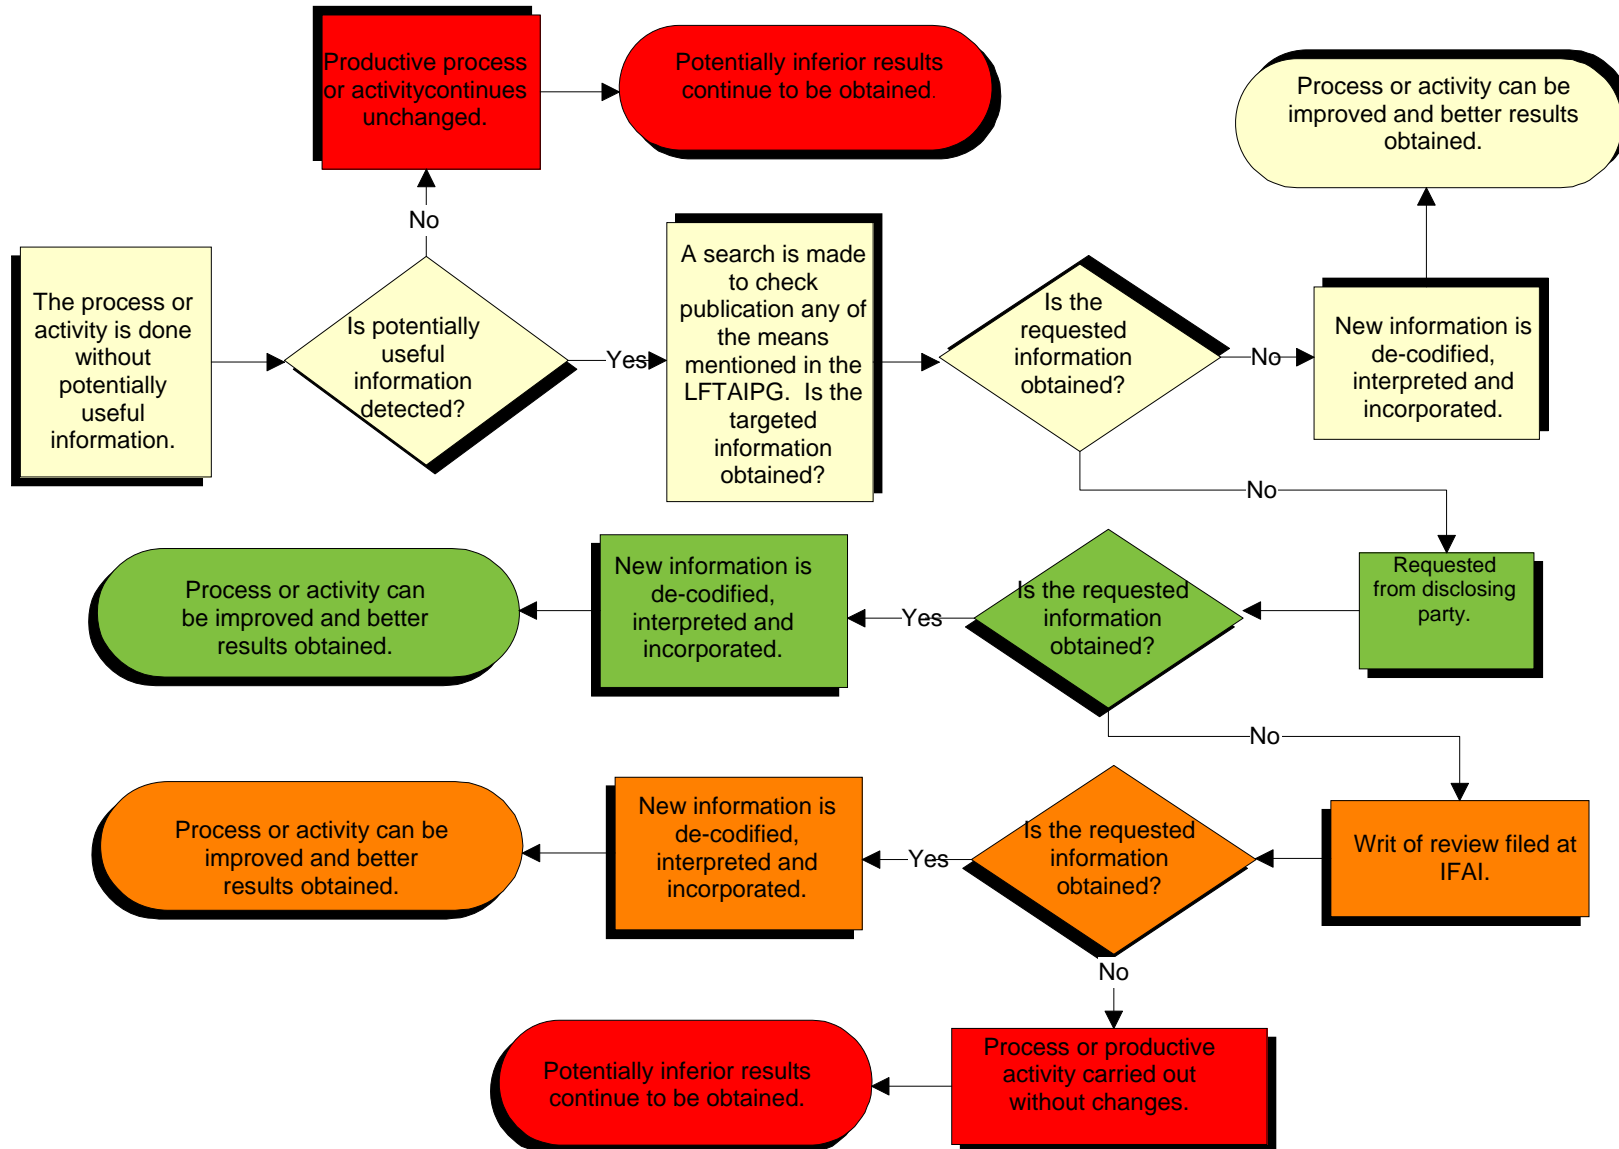 Productive process
or activitycontinues
unchanged.
Potentially inferior results
continue to be obtained.
Process or activity can be
improved and better results
obtained.
No
The process or
activity is done
without
potentially
useful
information.
Is potentially
useful
information
detected?
Yes
A search is made
to check
publication any of
the means
mentioned in the
LFTAIPG. Is the
targeted
information
obtained?
Is the
requested
information
obtained?
No
New information is
de-codified,
interpreted and
incorporated.
No
Process or activity can
be improved and better
results obtained.
New information is
de-codified,
interpreted and
incorporated.
Yes
Is the requested
information
obtained?
Requested
from disclosing
party.
No
Process or activity can be
improved and better
results obtained.
New information is
de-codified,
interpreted and
incorporated.
Yes
Is the requested
information
obtained?
Writ of review filed at
IFAI.
No
Potentially inferior results
continue to be obtained.
Process or productive
activity carried out
without changes.